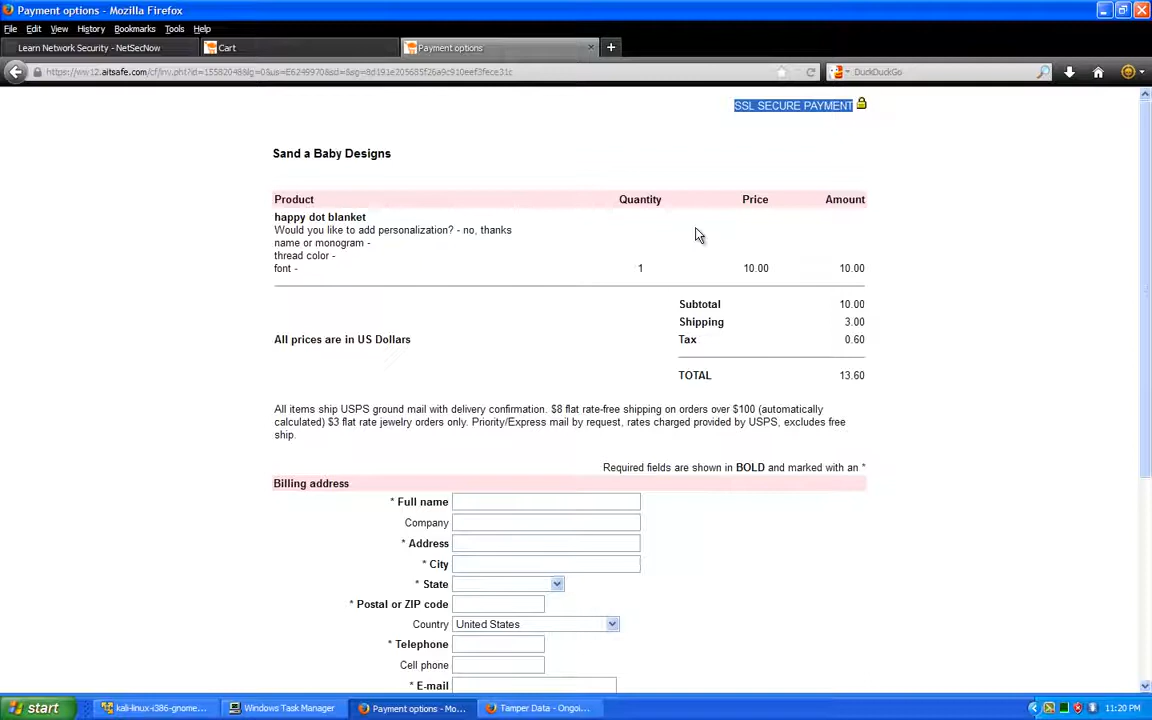 Payment options - Mozilla Firefox
File Edit View History Bookmarks Tools Help
Learn Network Security - NetSecNow
Cart
Payment options
DuckDuckGo
SSL SECURE PAYMENT
Sand a Baby Designs
Product Quantity Price Amount
happy dot blanket
Would you like to add personalization? - no, thanks
name or monogram -
thread color -
font - 1 10.00 10.00
Subtotal 10.00
Shipping 3.00
All prices are in US Dollars Tax 0.60
TOTAL 13.60
All items ship USPS ground mail with delivery confirmation. $8 flat rate-free shipping on orders over $100 (automatically
calculated) $3 flat rate jewelry orders only. Priority/Express mail by request, rates charged provided by USPS, excludes free
ship.
Required fields are shown in BOLD and marked with an *
Billing address
* Full name
Company
* Address
* City
* State
* Postal or ZIP code
Country United States
* Telephone
Cell phone
* E-mail
start kali-linux-i386-gnome... Windows Task Manager Payment options - Mo... Tamper Data - Ongoi... 11:20 PM